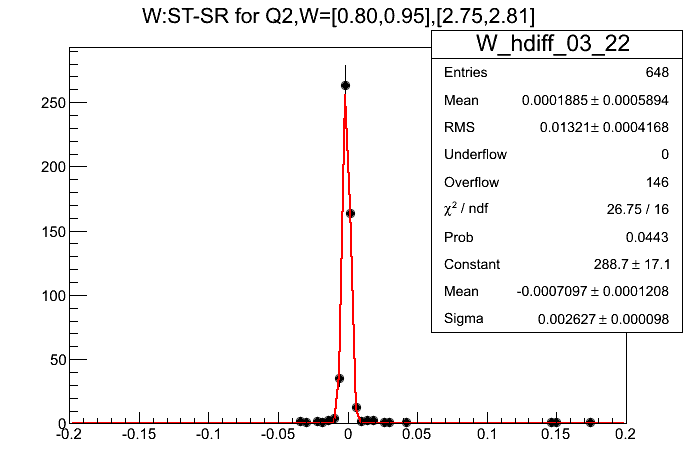 W:ST-SR for Q2,W=[0.80,0.95],[2.75,2.81]
W_hdiff_03_22
Entries 648
Mean 0.0001885 ± 0.0005894
RMS 0.01321 ± 0.0004168
Underflow 0
Overflow 146
χ² / ndf 26.75 / 16
Prob 0.0443
Constant 288.7 ± 17.1
Mean -0.0007097 ± 0.0001208
Sigma 0.002627 ± 0.000098
250
200
150
100
50
0
-0.2 -0.15 -0.1 -0.05 0 0.05 0.1 0.15 0.2